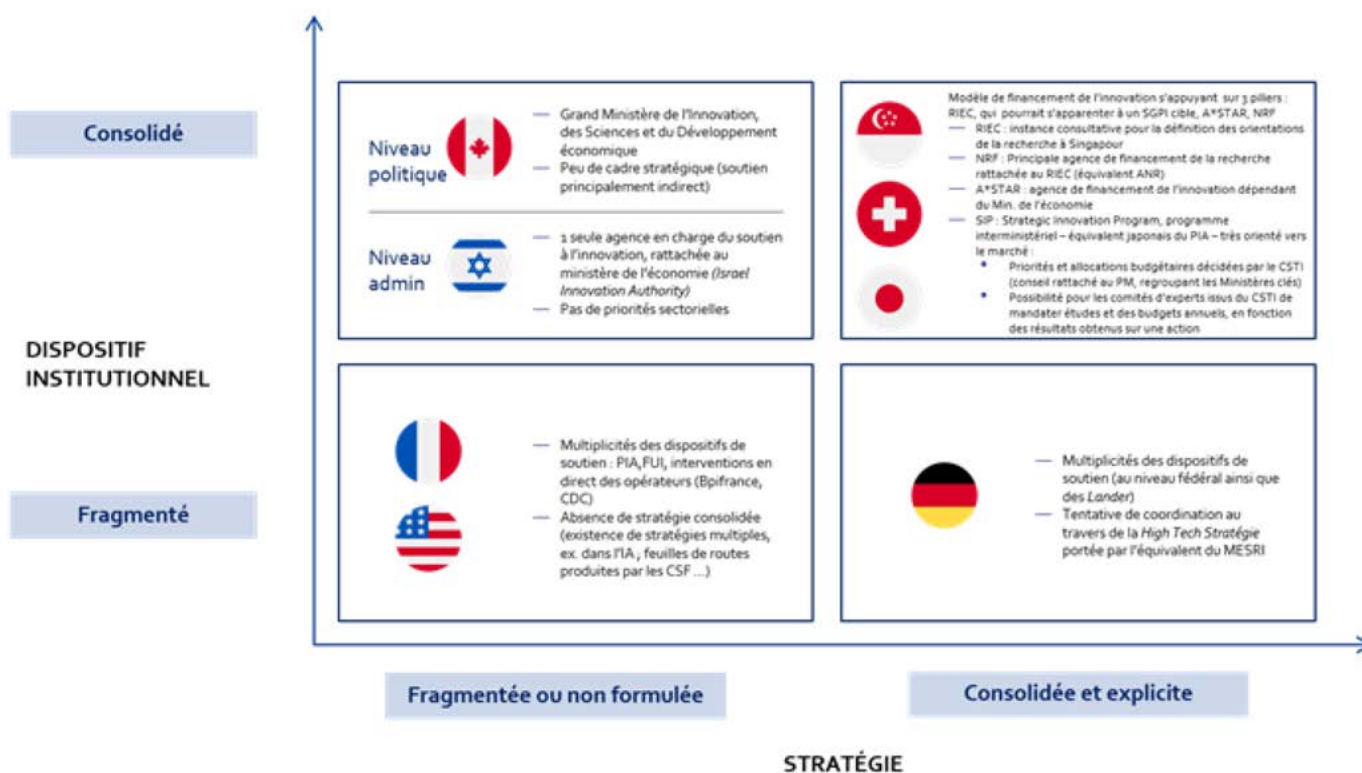 Consolidé
DISPOSITIF
INSTITUTIONNEL
Fragmenté
Niveau
politique
— Grand Ministère de l'Innovation,
des Sciences et du Développement
économique
— Peu de cadre stratégique (soutien
principalement indirect)
Niveau
admin
— 1 seule agence en charge du soutien
à l'innovation, rattachée au
ministère de l'économie (Israel
Innovation Authority)
— Pas de priorités sectorielles
Modèle de financement de l'innovation s'appuyant sur 3 piliers :
RIEC, qui pourrait s'apparenter à un SGPI cible, A*STAR, NRF
— RIEC : instance consultative pour la définition des orientations
de la recherche à Singapour
— NRF : Principale agence de financement de la recherche
rattachée au RIEC (équivalent ANR)
— A*STAR : agence de financement de l'innovation dépendant
du Min. de l'économie
— SIP : Strategic Innovation Program, programme
interministériel – équivalent japonais du PIA – très orienté vers
le marché :
• Priorités et allocations budgétaires décidées par le CSTI
(conseil rattaché au PM, regroupant les Ministères clés)
• Possibilité pour les comités d'experts issus du CSTI de
mandater études et des budgets annuels, en fonction
des résultats obtenus sur une action
— Multiplicités des dispositifs de
soutien : PIA,FUI, interventions en
direct des opérateurs (Bpifrance,
CDC)
— Absence de stratégie consolidée
(existence de stratégies multiples,
ex. dans l'IA ; feuilles de routes
produites par les CSF ...)
— Multiplicités des dispositifs de
soutien (au niveau fédéral ainsi que
des Lander)
— Tentative de coordination au
travers de la High Tech Stratégie
portée par l'équivalent du MESRI
Fragmentée ou non formulée
Consolidée et explicite
STRATÉGIE